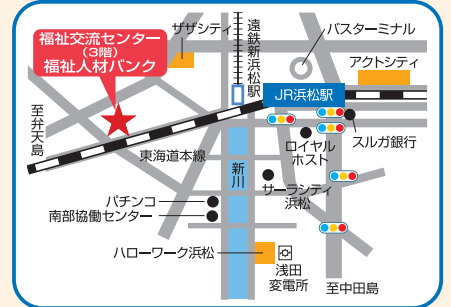 福祉交流センター
(3階)
福祉人材バンク
ザザシティ
遠鉄新浜松駅
バスターミナル
アクトシティ
JR浜松駅
至弁天島
東海道本線
新川
ロイヤル
ホスト
スルガ銀行
サーラシティ
浜松
パチンコ
南部協働センター
ハローワーク浜松
浅田
変電所
至中田島